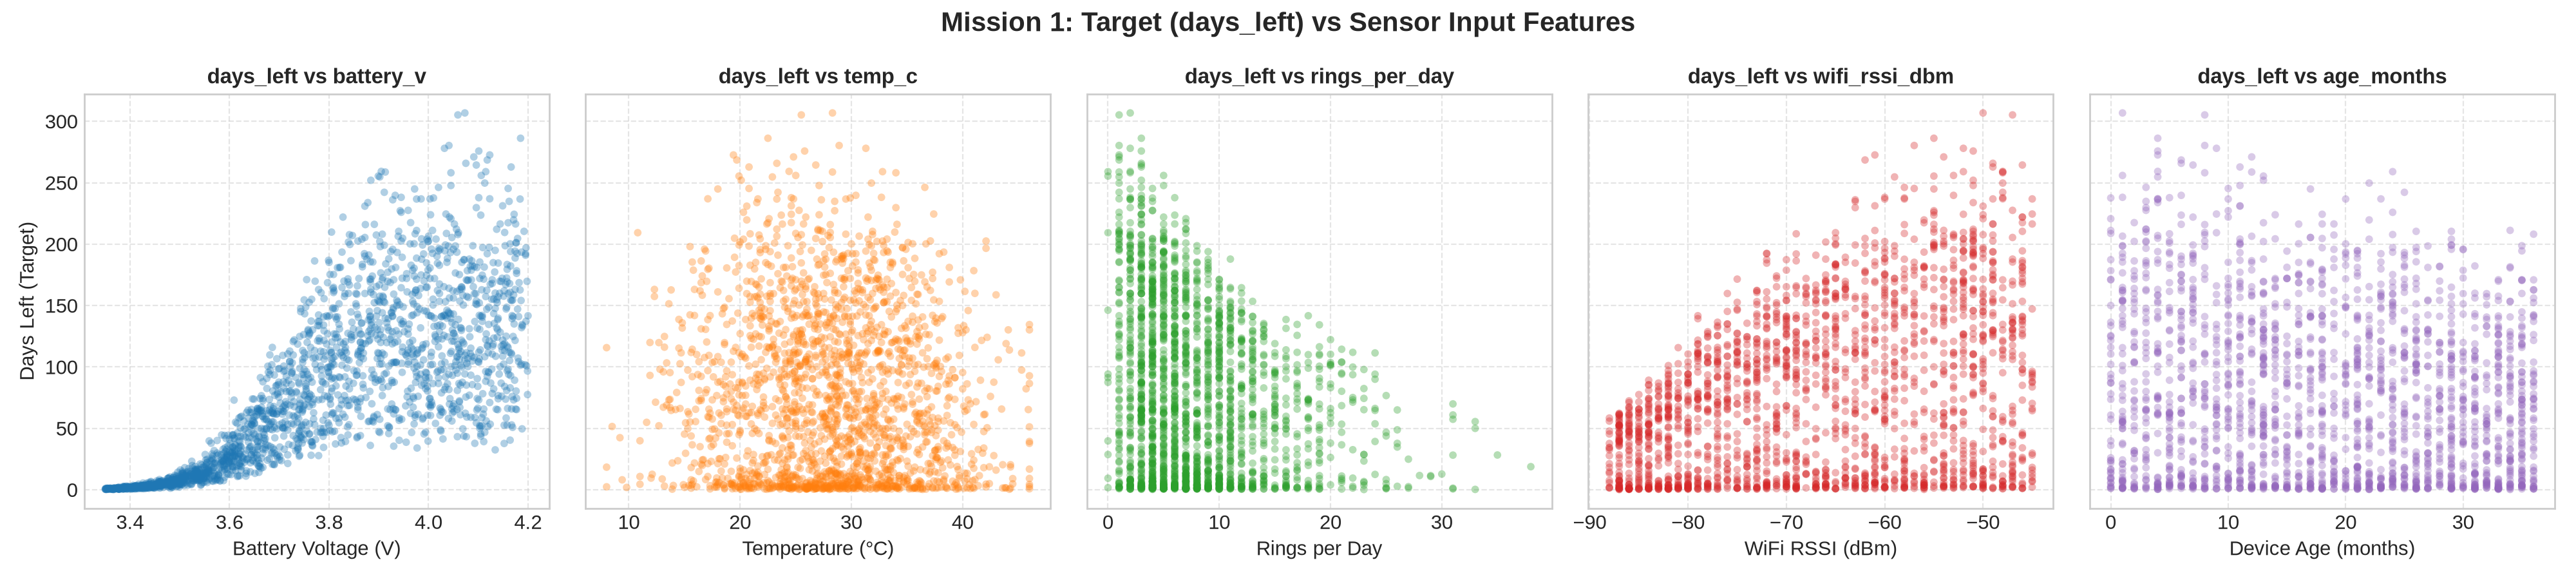 Mission 1: Target (days_left) vs Sensor Input Features
days_left vs battery_v
days_left vs temp_c
days_left vs rings_per_day
days_left vs wifi_rssi_dbm
days_left vs age_months
Days Left (Target)
300
250
200
150
100
50
0
3.4 3.6 3.8 4.0 4.2
Battery Voltage (V)
10 20 30 40
Temperature (°C)
0 10 20 30
Rings per Day
−90 −80 −70 −60 −50
WiFi RSSI (dBm)
0 10 20 30
Device Age (months)